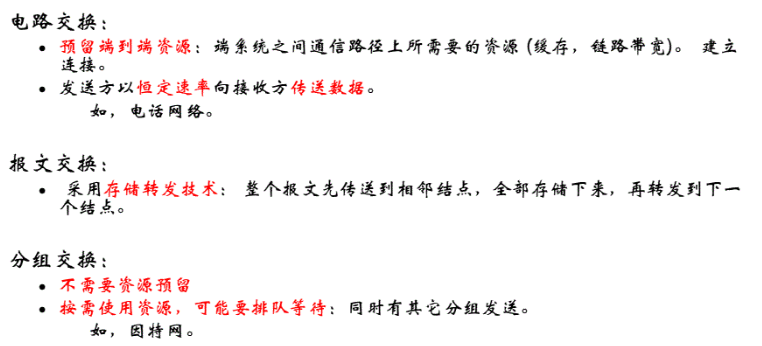 电路交换：
• 预留端到端资源：端系统之间通信路径上所需要的资源(缓存，链路带宽)。 建立
连接。
• 发送方以恒定速率向接收方传送数据。
如，电话网络。
报文交换：
• 采用存储转发技术： 整个报文先传送到相邻结点，全部存储下来，再转发到下一
个结点。
分组交换：
• 不需要资源预留
• 按需使用资源，可能要排队等待：同时有其它分组发送。
如，因特网。